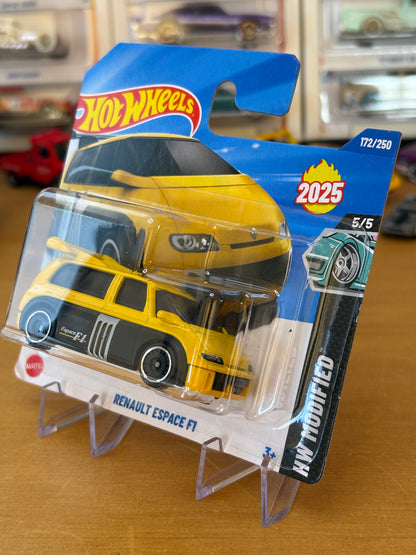 HOT WHEELS
172/250
2025
5/5
Espace
F1
MATTEL
RENAULT ESPACE F1
3+
HW MODIFIED